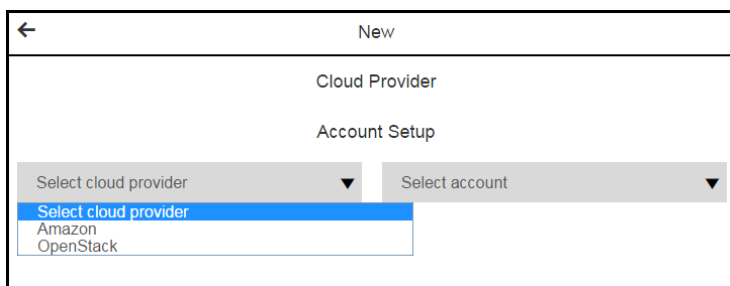 New
Cloud Provider
Account Setup
Select cloud provider
Select account
Select cloud provider
Amazon
OpenStack